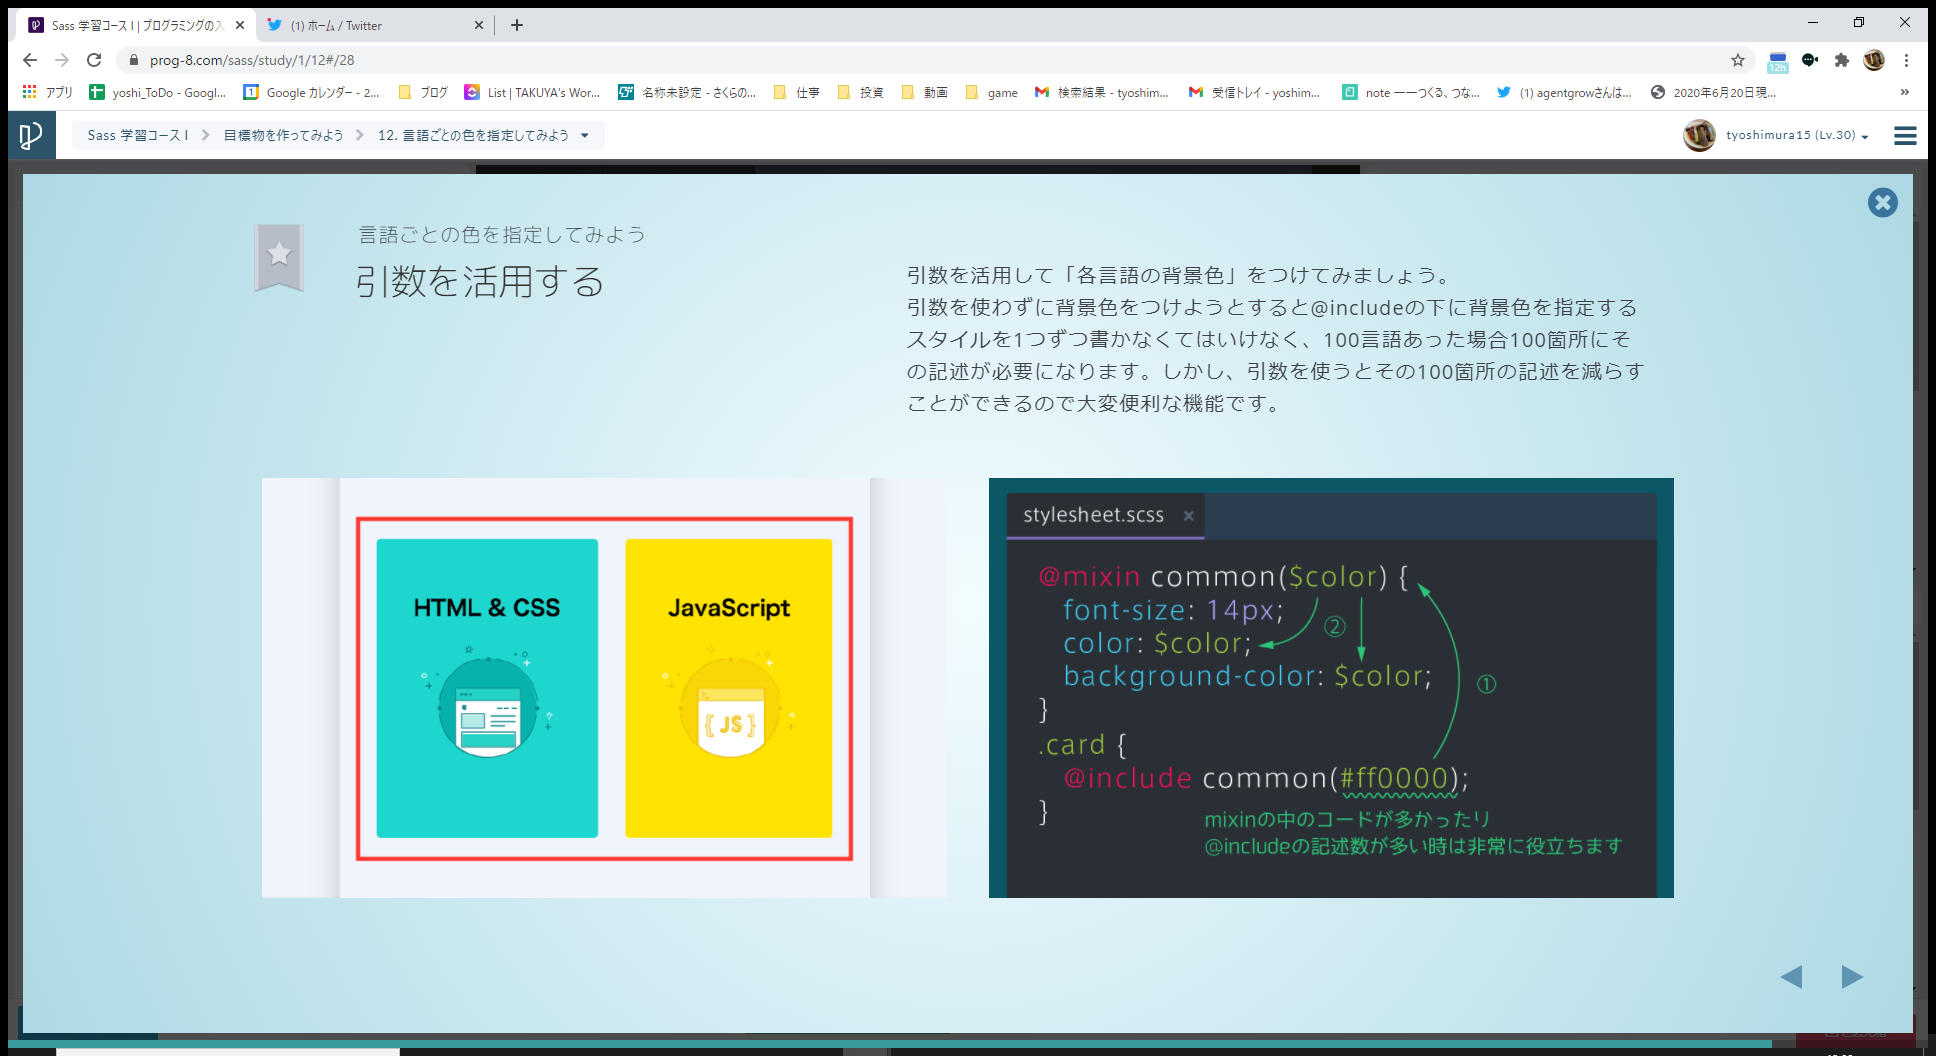 Sass 学習コース I | プログラミングの入
(1) ホーム / Twitter
prog-8.com/sass/study/1/12#/28
12h
アプリ
yoshi_ToDo - Googl...
Google カレンダー - 2...
ブログ
List | TAKUYA's Wor...
名称未設定 - さくらの...
仕事
投資
動画
game
検索結果 - tyoshim...
受信トレイ - yoshim...
note ――つくる、つな...
(1) agentgrowさんは...
2020年6月20日現...
»
Sass 学習コース I
目標物を作ってみよう
12. 言語ごとの色を指定してみよう
tyoshimura15 (Lv.30)
言語ごとの色を指定してみよう
引数を活用する
引数を活用して「各言語の背景色」をつけてみましょう。
引数を使わずに背景色をつけようとすると@includeの下に背景色を指定する
スタイルを1つずつ書かなくてはいけなく、100言語あった場合100箇所にそ
の記述が必要になります。しかし、引数を使うとその100箇所の記述を減らす
ことができるので大変便利な機能です。
HTML & CSS
JavaScript
{ JS }
stylesheet.scss ×
@mixin common($color) {
font-size: 14px;
color: $color;
②
background-color: $color;
①
}
.card {
@include common(#ff0000);
}
mixinの中のコードが多かったり
@includeの記述数が多い時は非常に役立ちます